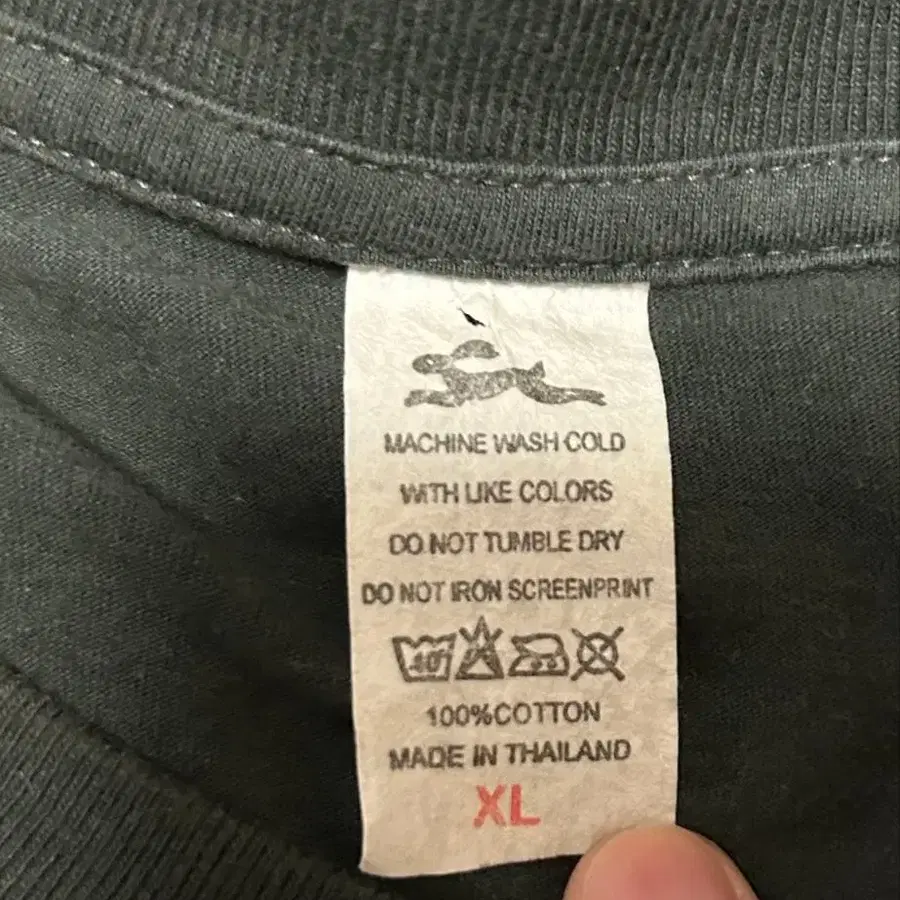 MACHINE WASH COLD
WITH LIKE COLORS
DO NOT TUMBLE DRY
DO NOT IRON SCREENPRINT
40°
100%COTTON
MADE IN THAILAND
XL